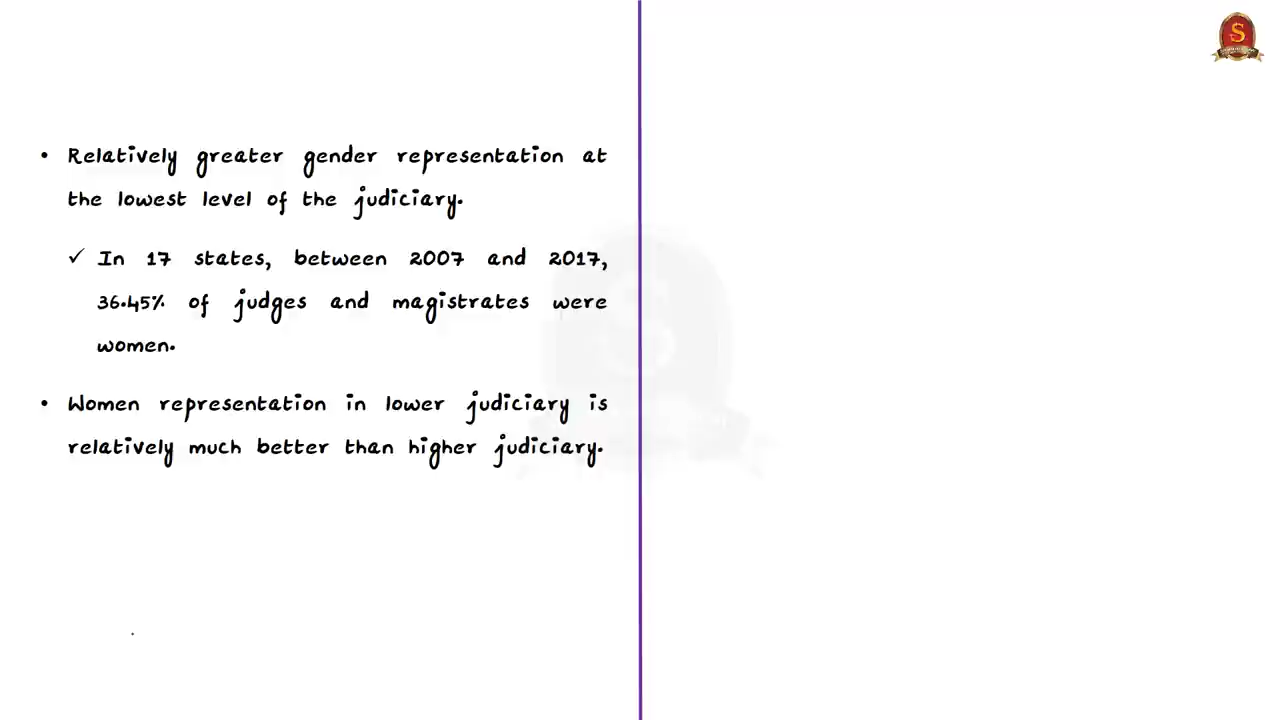 • Relatively greater gender representation at
the lowest level of the judiciary.
✓ In 17 states, between 2007 and 2017,
36.45% of judges and magistrates were
women.
• Women representation in lower judiciary is
relatively much better than higher judiciary.
S